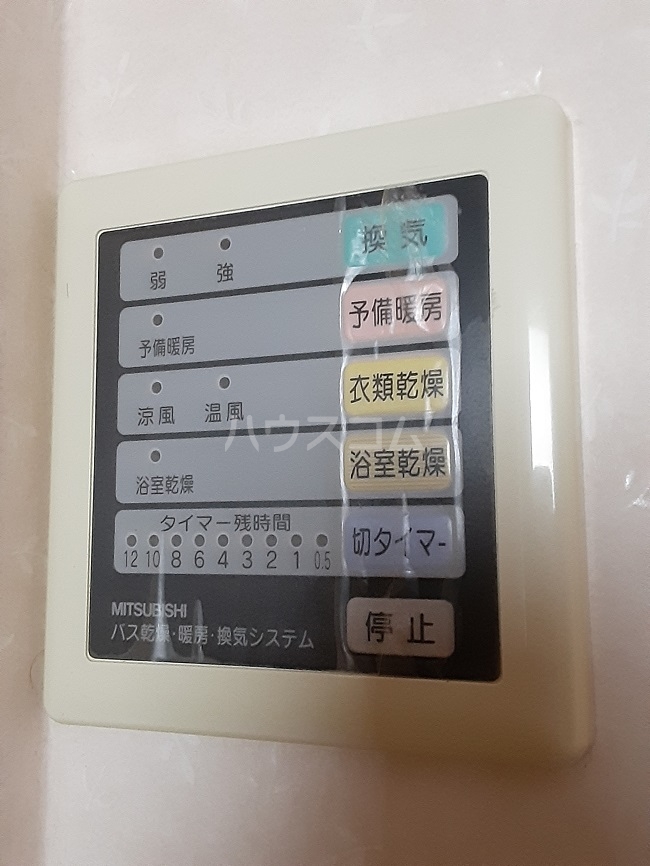 換気
弱 強
予備暖房
予備暖房
衣類乾燥
涼風 温風
ハウスコム
浴室乾燥
浴室乾燥
タイマー残時間
切タイマー
12 10 8 6 4 3 2 1 0.5
MITSUBISHI
バス乾燥・暖房・換気システム
停止